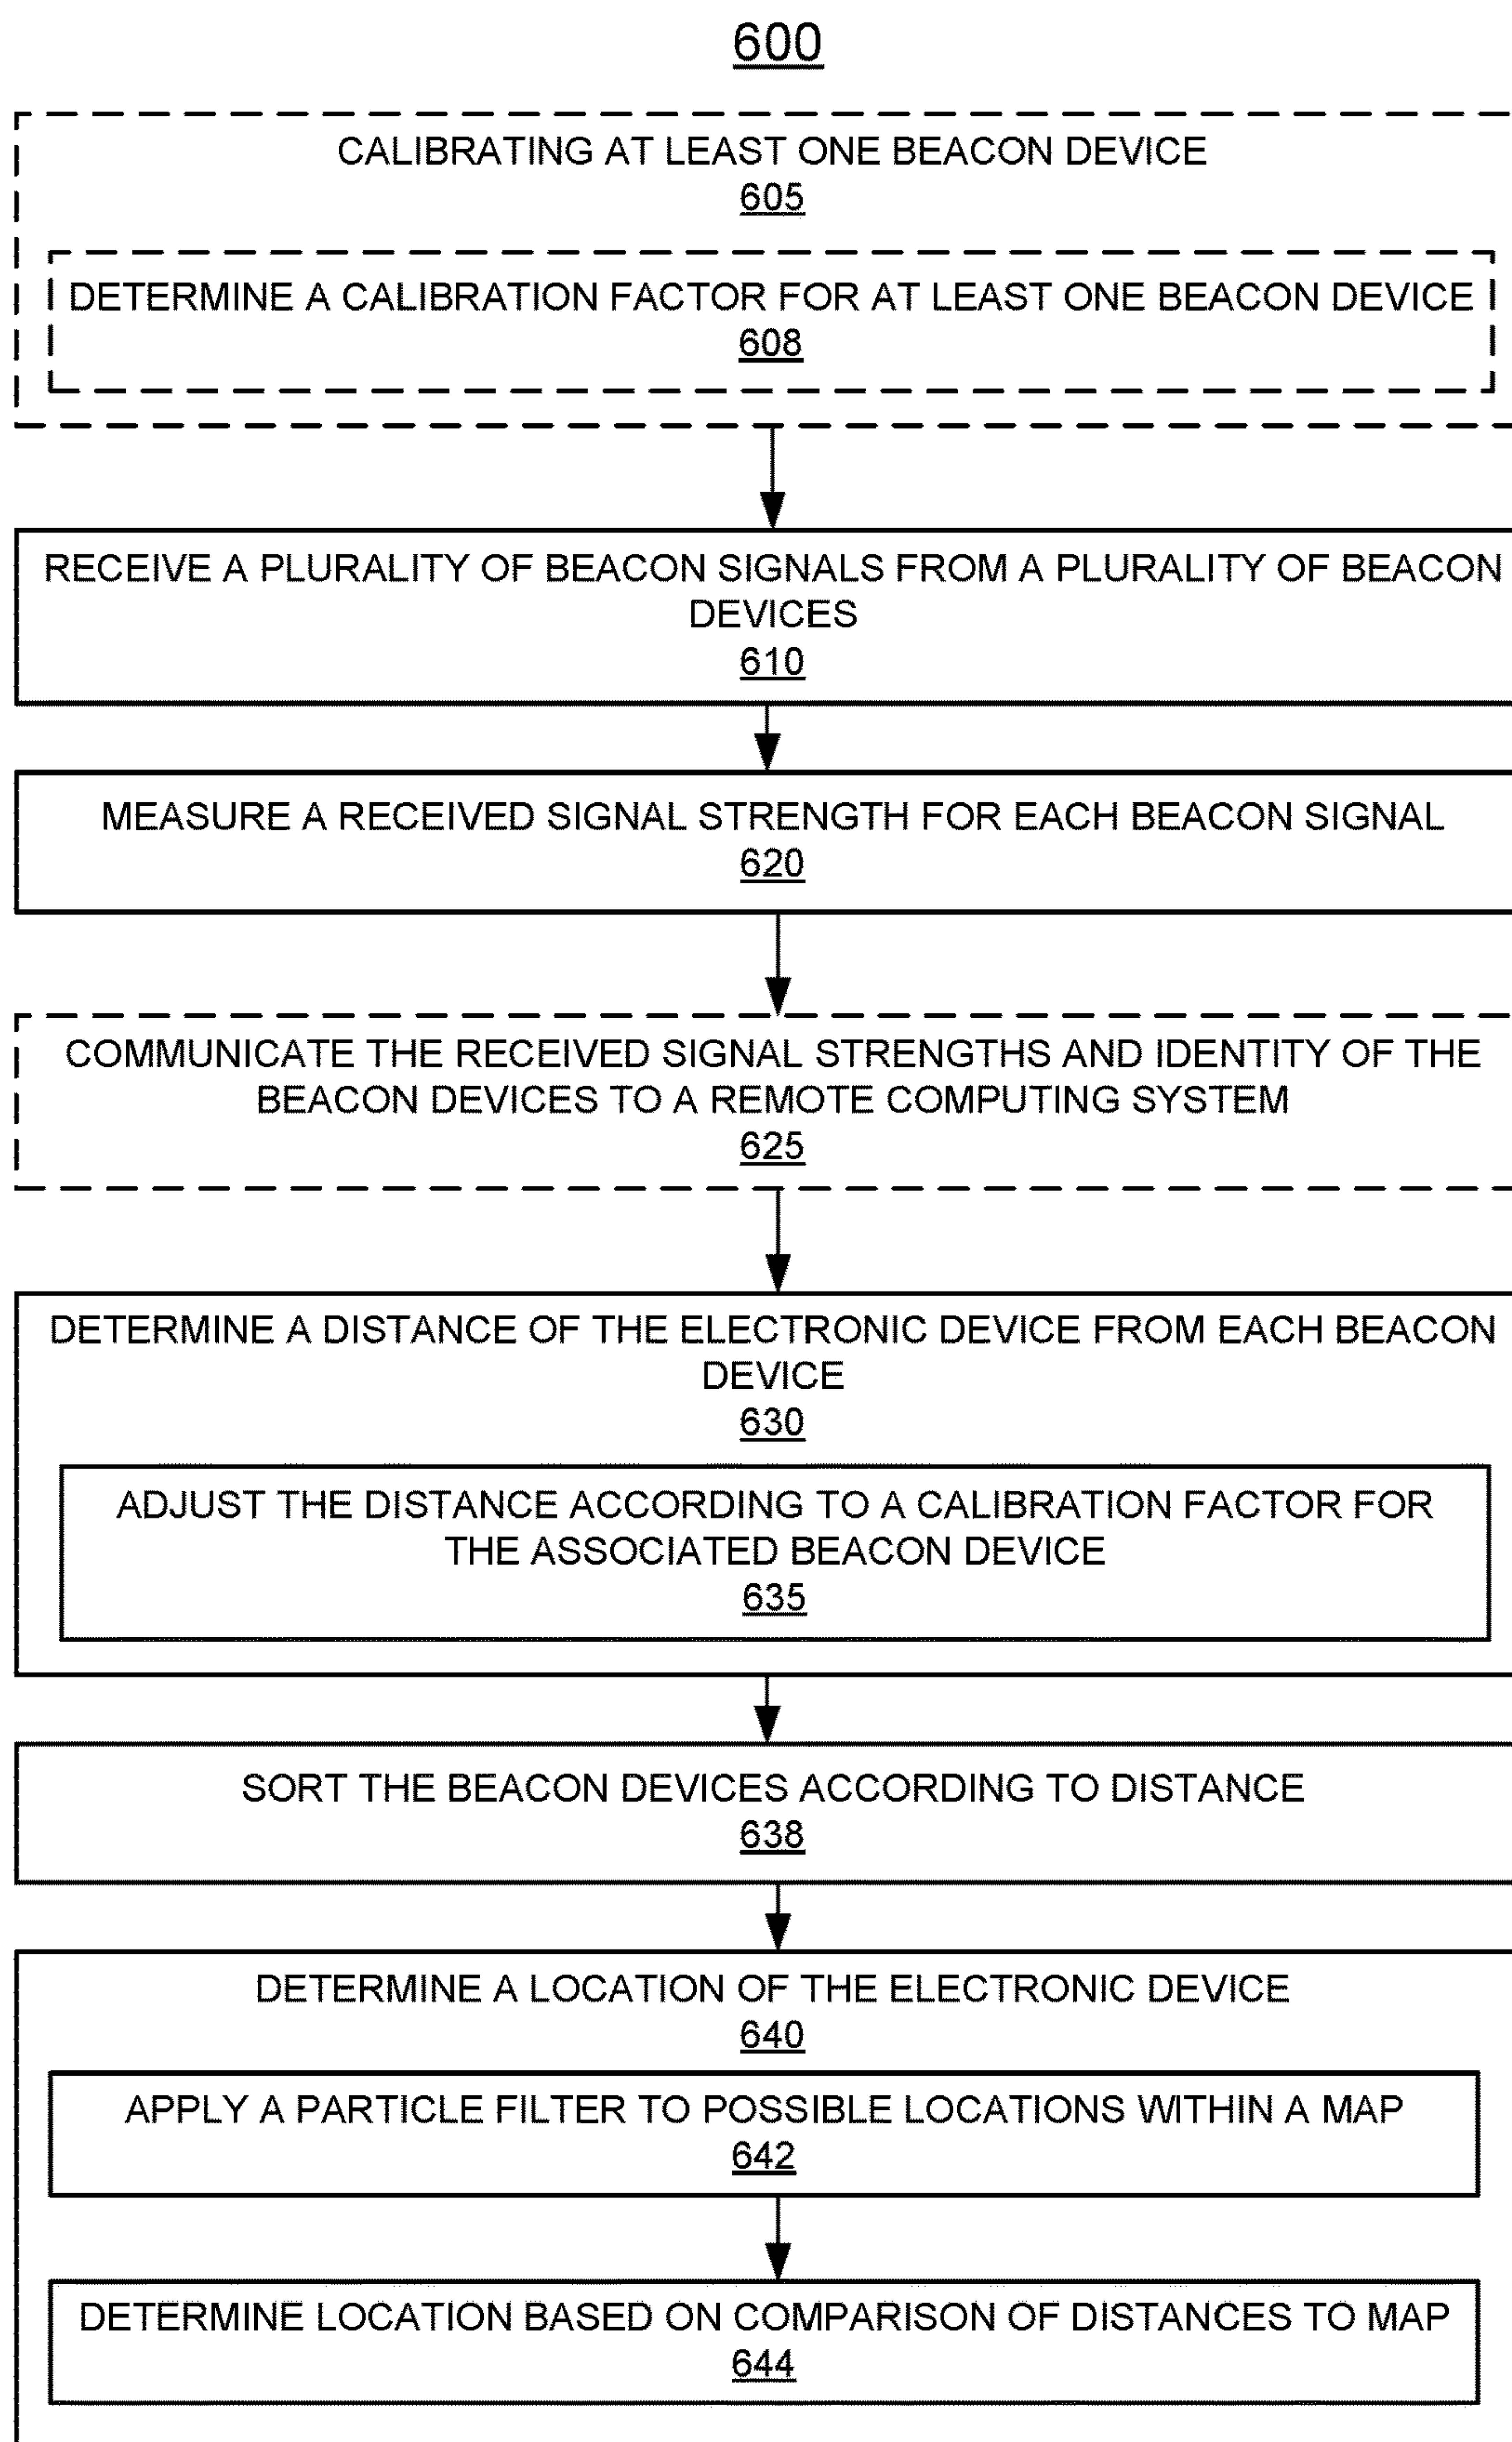 600
CALIBRATING AT LEAST ONE BEACON DEVICE
605
DETERMINE A CALIBRATION FACTOR FOR AT LEAST ONE BEACON DEVICE
608
RECEIVE A PLURALITY OF BEACON SIGNALS FROM A PLURALITY OF BEACON
DEVICES
610
MEASURE A RECEIVED SIGNAL STRENGTH FOR EACH BEACON SIGNAL
620
COMMUNICATE THE RECEIVED SIGNAL STRENGTHS AND IDENTITY OF THE
BEACON DEVICES TO A REMOTE COMPUTING SYSTEM
625
DETERMINE A DISTANCE OF THE ELECTRONIC DEVICE FROM EACH BEACON
DEVICE
630
ADJUST THE DISTANCE ACCORDING TO A CALIBRATION FACTOR FOR
THE ASSOCIATED BEACON DEVICE
635
SORT THE BEACON DEVICES ACCORDING TO DISTANCE
638
DETERMINE A LOCATION OF THE ELECTRONIC DEVICE
640
APPLY A PARTICLE FILTER TO POSSIBLE LOCATIONS WITHIN A MAP
642
DETERMINE LOCATION BASED ON COMPARISON OF DISTANCES TO MAP
644